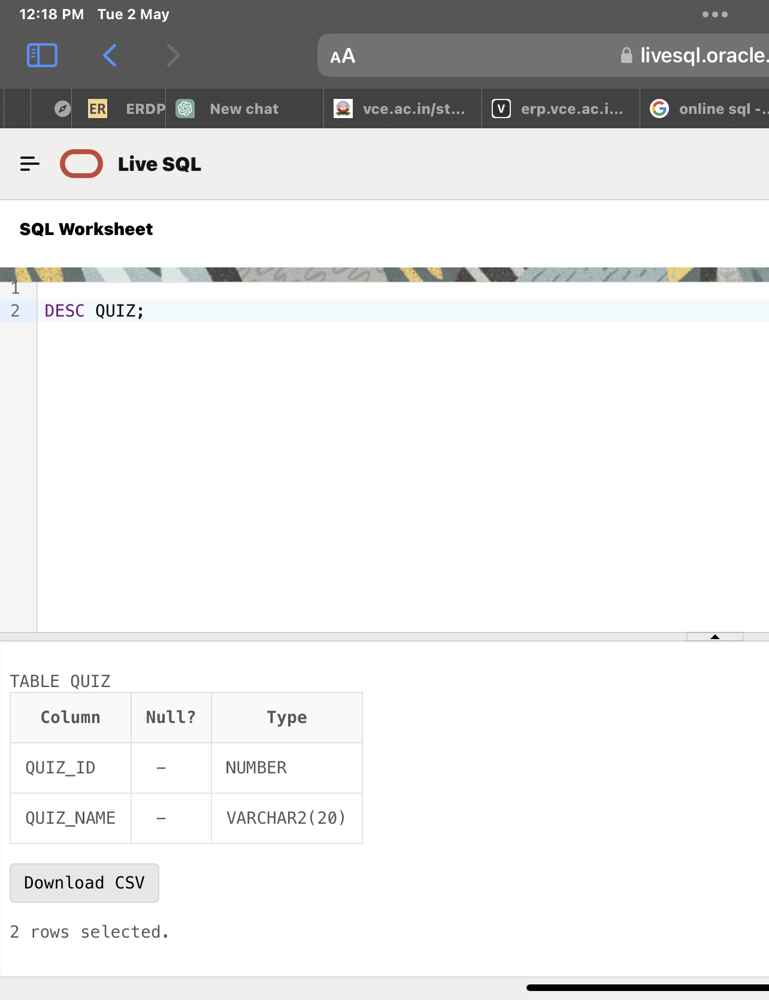 12:18 PM Tue 2 May
AA livesql.oracle.
ER ERDP New chat vce.ac.in/st... V erp.vce.ac.i... G online sql -..
Live SQL
SQL Worksheet
1
2 DESC QUIZ;
TABLE QUIZ
Column Null? Type
QUIZ_ID - NUMBER
QUIZ_NAME - VARCHAR2(20)
Download CSV
2 rows selected.